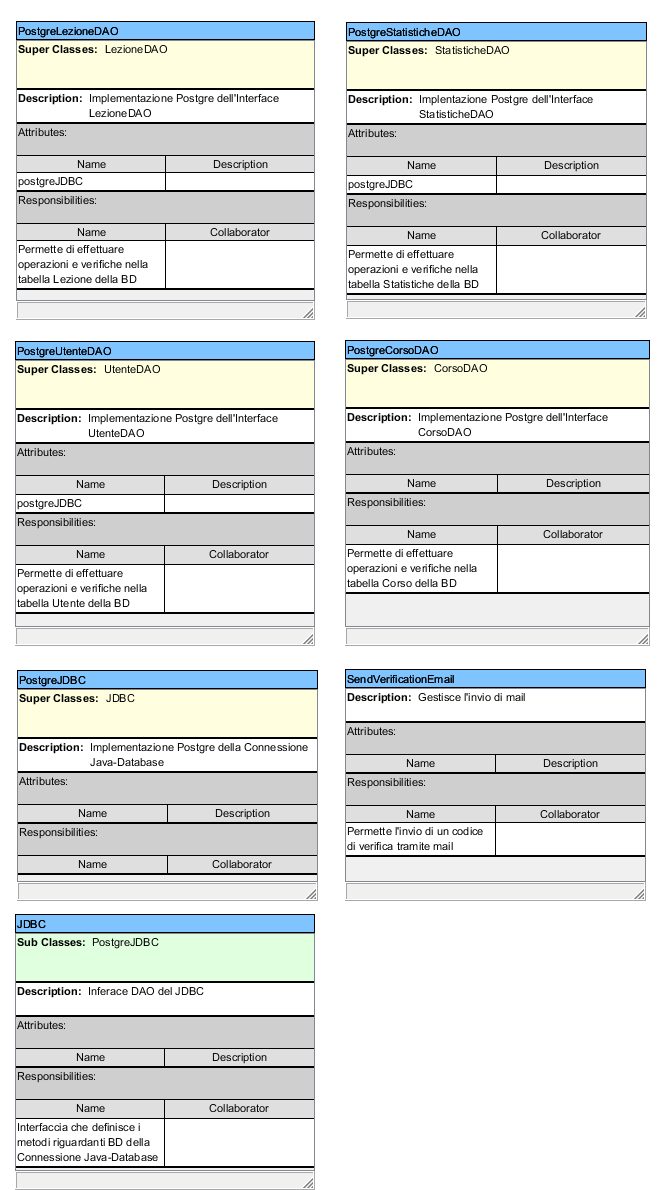 PostgreLezioneDAO
Super Classes: LezioneDAO
Description: Implementazione Postgre dell'Interface
LezioneDAO
Attributes:
Name Description
postgreJDBC
Responsibilities:
Name Collaborator
Permette di effettuare
operazioni e verifiche nella
tabella Lezione della BD
PostgreStatisticheDAO
Super Classes: StatisticheDAO
Description: Implentazione Postgre dell'Interface
StatisticheDAO
Attributes:
Name Description
postgreJDBC
Responsibilities:
Name Collaborator
Permette di effettuare
operazioni e verifiche nella
tabella Statistiche della BD
PostgreUtenteDAO
Super Classes: UtenteDAO
Description: Implementazione Postgre dell'Interface
UtenteDAO
Attributes:
Name Description
postgreJDBC
Responsibilities:
Name Collaborator
Permette di effettuare
operazioni e verifiche nella
tabella Utente della BD
PostgreCorsoDAO
Super Classes: CorsoDAO
Description: Implementazione Postgre dell'Interface
CorsoDAO
Attributes:
Name Description
Responsibilities:
Name Collaborator
Permette di effettuare
operazioni e verifiche nella
tabella Corso della BD
PostgreJDBC
Super Classes: JDBC
Description: Implementazione Postgre della Connessione
Java-Database
Attributes:
Name Description
Responsibilities:
Name Collaborator
SendVerificationEmail
Description: Gestisce l'invio di mail
Attributes:
Name Description
Responsibilities:
Name Collaborator
Permette l'invio di un codice
di verifica tramite mail
JDBC
Sub Classes: PostgreJDBC
Description: Inferace DAO del JDBC
Attributes:
Name Description
Responsibilities:
Name Collaborator
Interfaccia che definisce i
metodi riguardanti BD della
Connessione Java-Database